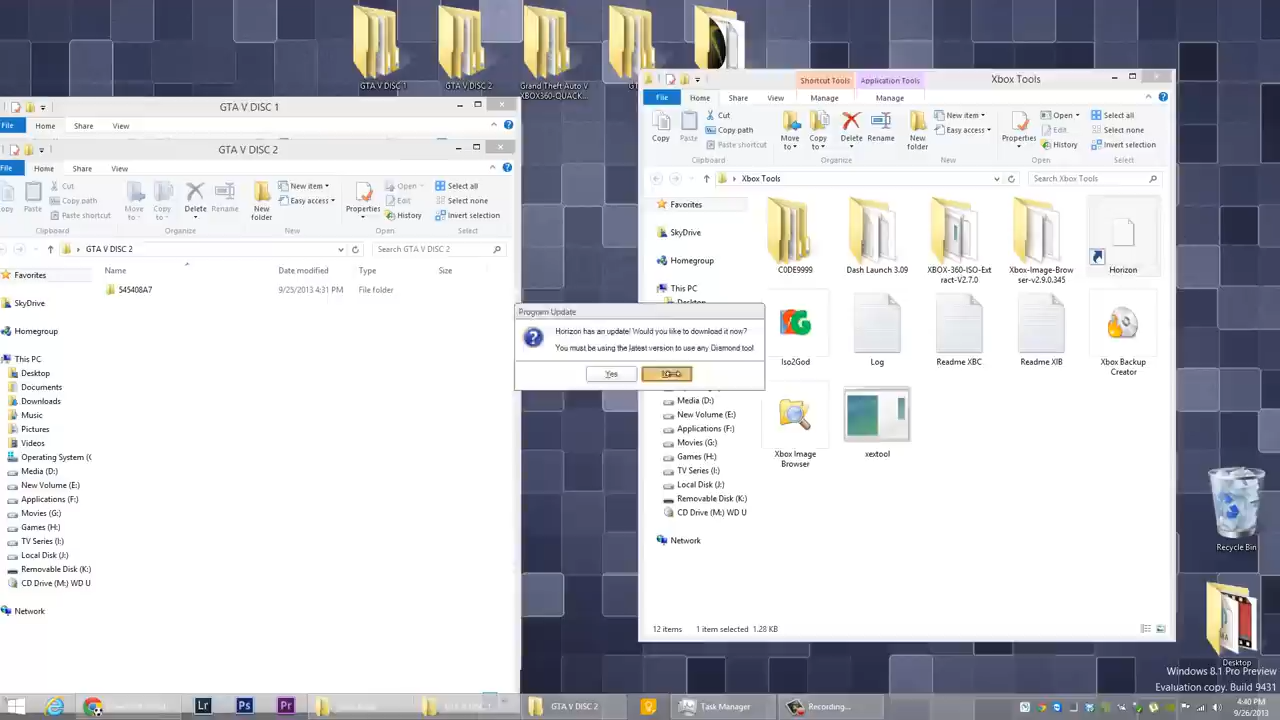 GTA V DISC 1
GTA V DISC 2
Grand Theft Auto V
XBOX360-QUACK...
Shortcut Tools
Application Tools
Xbox Tools
File
Home
Share
View
Manage
Manage
Copy
Paste
Cut
Copy path
Paste shortcut
Move to
Copy to
Delete
Rename
New folder
New item
Easy access
Properties
Open
Edit
History
Select all
Select none
Invert selection
Clipboard
Organize
New
Open
Select
Xbox Tools
Search Xbox Tools
Favorites
SkyDrive
Homegroup
This PC
Desktop
Media (D:)
New Volume (E:)
Applications (F:)
Movies (G:)
Games (H:)
TV Series (I:)
Local Disk (J:)
Removable Disk (K:)
CD Drive (M:) WD U
Network
C0DE9999
Dash Launch 3.09
XBOX-360-ISO-Ext
ract-V2.7.0
Xbox-Image-Brow
ser-v2.9.0.345
Horizon
Iso2God
Log
Readme XBC
Readme XIB
Xbox Backup
Creator
Xbox Image
Browser
xextool
12 items
1 item selected 1.28 KB
GTA V DISC 1
File
Home
Share
View
GTA V DISC 2
File
Home
Share
View
Paste
Cut
Copy path
Paste shortcut
Move to
Copy to
Delete
Rename
New folder
New item
Easy access
Properties
Open
Edit
History
Select all
Select none
Invert selection
Clipboard
Organize
New
Open
Select
GTA V DISC 2
Search GTA V DISC 2
Name
Date modified
Type
Size
545408A7
9/25/2013 4:31 PM
File folder
Favorites
SkyDrive
Homegroup
This PC
Desktop
Documents
Downloads
Music
Pictures
Videos
Operating System (C
Media (D:)
New Volume (E:)
Applications (F:)
Movies (G:)
Games (H:)
TV Series (I:)
Local Disk (J:)
Removable Disk (K:)
CD Drive (M:) WD U
Network
Program Update
Horizon has an update! Would you like to download it now?
You must be using the latest version to use any Diamond tool
Yes
Recycle Bin
Desktop
Windows 8.1 Pro Preview
Evaluation copy. Build 9431
Lr
Ps
Pr
GTA V DISC 2
Task Manager
Recording...
4:40 PM
9/26/2013